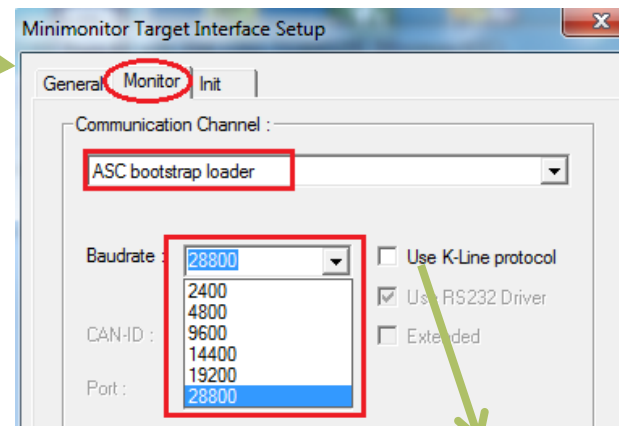 Minimonitor Target Interface Setup
General Monitor Init
Communication Channel :
ASC bootstrap loader
Baudrate : 28800 Use K-Line protocol
2400
4800
Use RS232 Driver
CAN-ID : 9600 Extended
14400
19200
Port :
28800